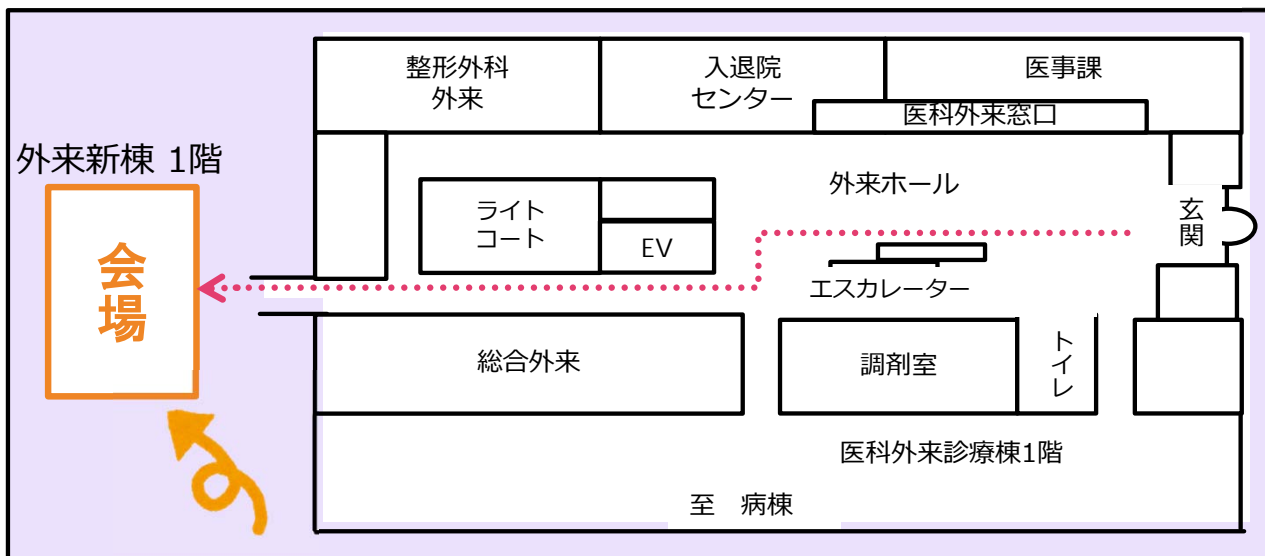 整形外科
外来
入退院
センター
医事課
医科外来窓口
外来新棟 1階
会場
ライト
コート
EV
外来ホール
玄関
エスカレーター
総合外来
調剤室
トイレ
医科外来診療棟1階
至　病棟